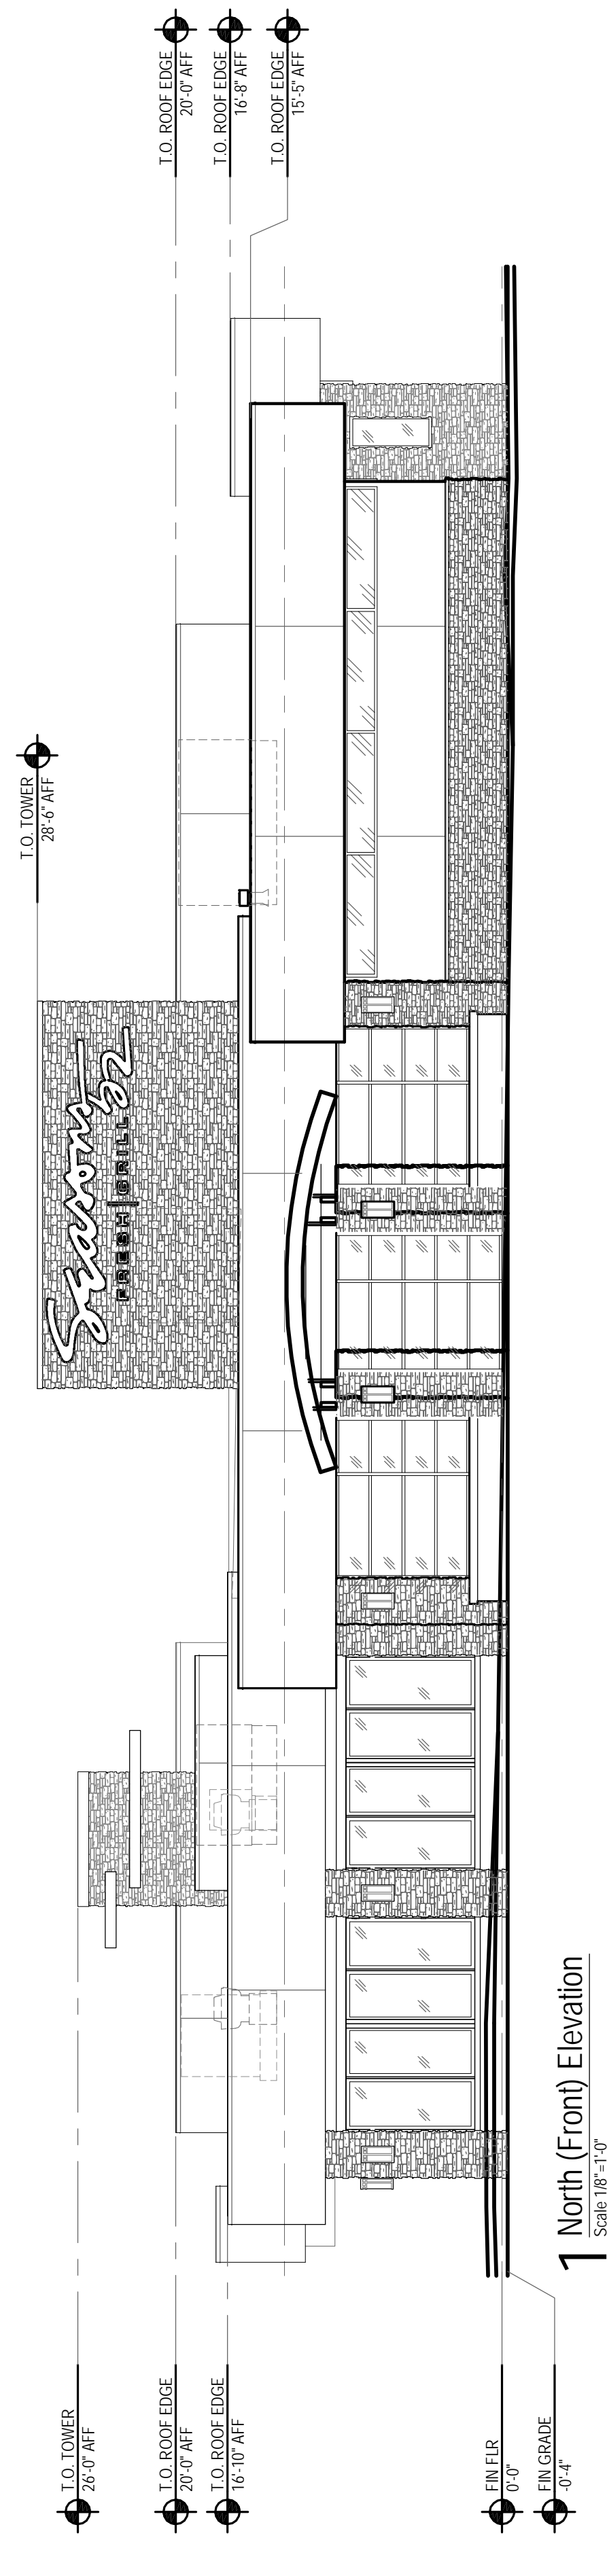 T.O. TOWER
28'-6" AFF
T.O. TOWER
26'-0" AFF
T.O. ROOF EDGE
20'-0" AFF
T.O. ROOF EDGE
16'-10" AFF
FIN FLR
0'-0"
FIN GRADE
-0'-4"
T.O. ROOF EDGE
20'-0" AFF
T.O. ROOF EDGE
16'-8" AFF
T.O. ROOF EDGE
15'-5" AFF
Seasons 52
FRESH GRILL
1 North (Front) Elevation
Scale 1/8"=1'-0"